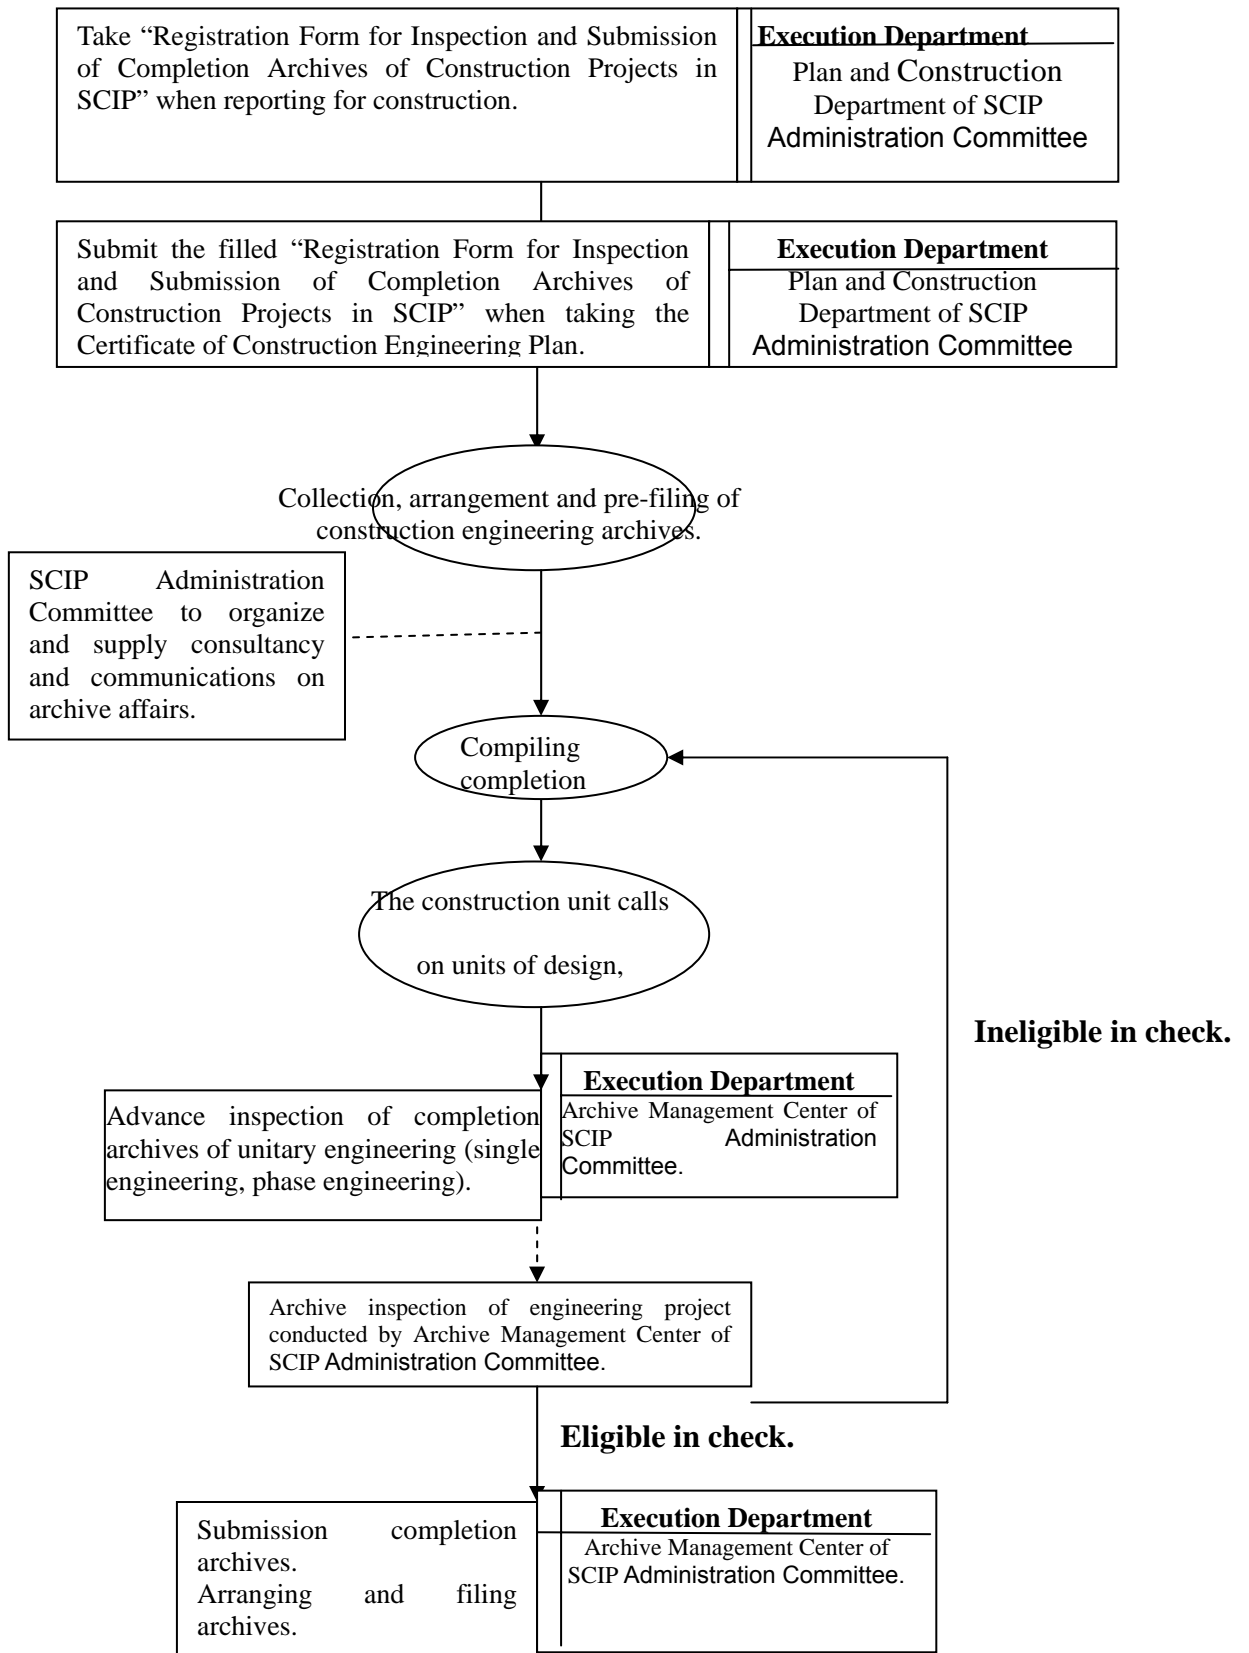 Take “Registration Form for Inspection and Submission
of Completion Archives of Construction Projects in
SCIP” when reporting for construction.
Execution Department
Plan and Construction
Department of SCIP
Administration Committee
Submit the filled “Registration Form for Inspection
and Submission of Completion Archives of
Construction Projects in SCIP” when taking the
Certificate of Construction Engineering Plan.
Execution Department
Plan and Construction
Department of SCIP
Administration Committee
Collection, arrangement and pre-filing of
construction engineering archives.
SCIP Administration
Committee to organize
and supply consultancy
and communications on
archive affairs.
Compiling
completion
The construction unit calls
on units of design,
Ineligible in check.
Advance inspection of completion
archives of unitary engineering (single
engineering, phase engineering).
Execution Department
Archive Management Center of
SCIP Administration
Committee.
Archive inspection of engineering project
conducted by Archive Management Center of
SCIP Administration Committee.
Eligible in check.
Submission completion
archives.
Arranging and filing
archives.
Execution Department
Archive Management Center of
SCIP Administration Committee.